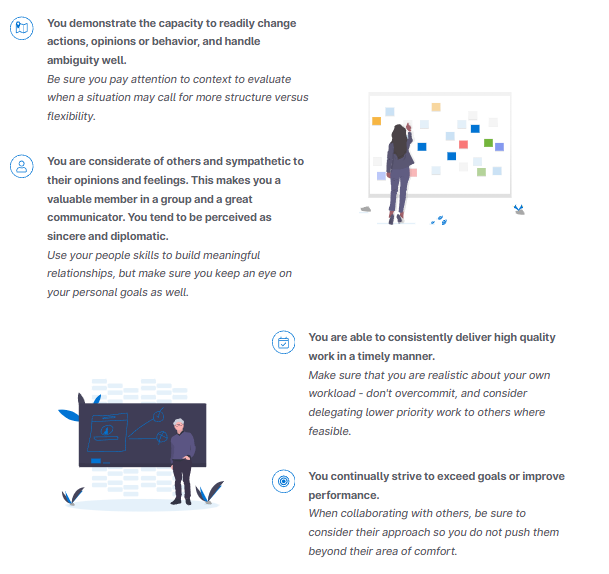 You demonstrate the capacity to readily change
actions, opinions or behavior, and handle
ambiguity well.
Be sure you pay attention to context to evaluate
when a situation may call for more structure versus
flexibility.
You are considerate of others and sympathetic to
their opinions and feelings. This makes you a
valuable member in a group and a great
communicator. You tend to be perceived as
sincere and diplomatic.
Use your people skills to build meaningful
relationships, but make sure you keep an eye on
your personal goals as well.
You are able to consistently deliver high quality
work in a timely manner.
Make sure that you are realistic about your own
workload - don't overcommit, and consider
delegating lower priority work to others where
feasible.
You continually strive to exceed goals or improve
performance.
When collaborating with others, be sure to
consider their approach so you do not push them
beyond their area of comfort.